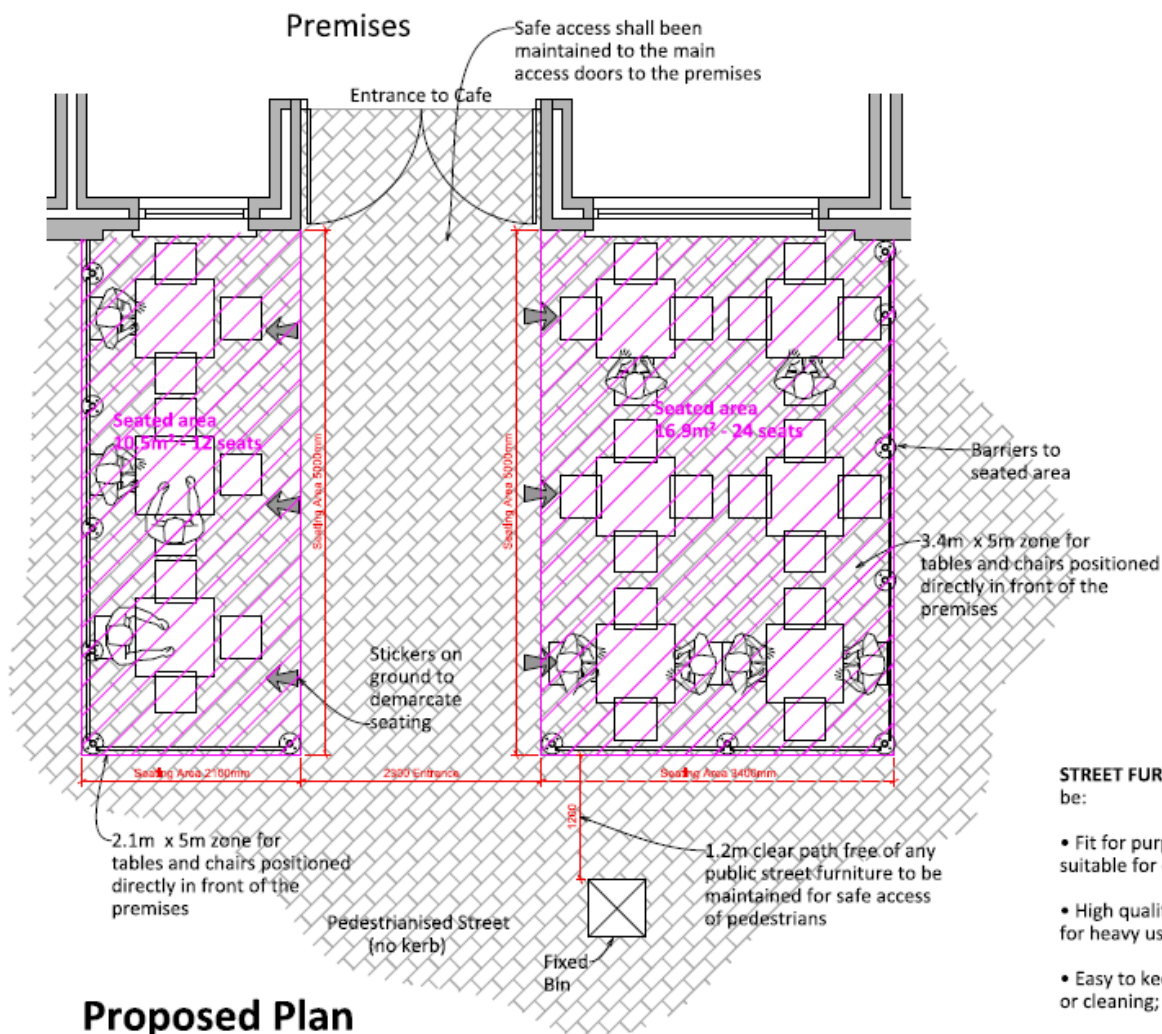 Premises
Safe access shall been
maintained to the main
access doors to the premises
Entrance to Cafe
Seated area
10.5m² - 12 seats
Seating Area 5000mm
Seating Area 5000mm
Seated area
16.9m² - 24 seats
Barriers to
seated area
3.4m x 5m zone for
tables and chairs positioned
directly in front of the
premises
Stickers on
ground to
demarcate
seating
Seating Area 2100mm
2300 Entrance
Seating Area 3400mm
1200
2.1m x 5m zone for
tables and chairs positioned
directly in front of the
premises
1.2m clear path free of any
public street furniture to be
maintained for safe access
of pedestrians
Pedestrianised Street
(no kerb)
Fixed
Bin
Proposed Plan
STREET FUR
be:
• Fit for purp
suitable for
• High qualit
for heavy us
• Easy to kee
or cleaning;